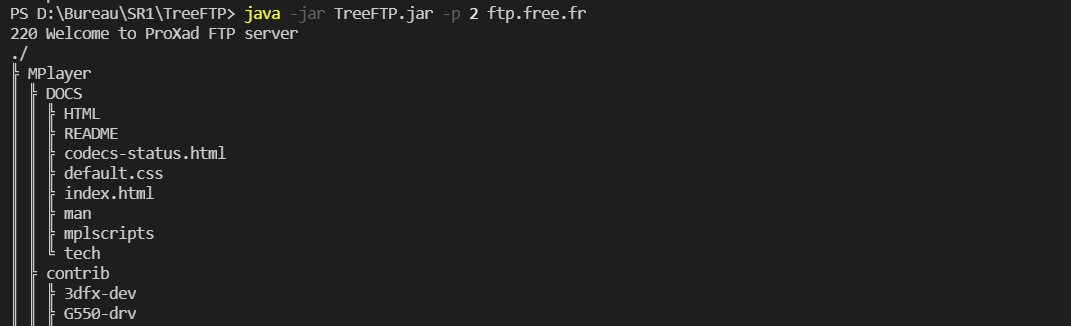 PS D:\Bureau\SR1\TreeFTP> java -jar TreeFTP.jar -p 2 ftp.free.fr
220 Welcome to ProXad FTP server
./
╠ MPlayer
║ ╠ DOCS
║ ║ ╠ HTML
║ ║ ╠ README
║ ║ ╠ codecs-status.html
║ ║ ╠ default.css
║ ║ ╠ index.html
║ ║ ╠ man
║ ║ ╠ mplscripts
║ ║ ╚ tech
║ ╠ contrib
║ ║ ╠ 3dfx-dev
║ ║ ╠ G550-drv